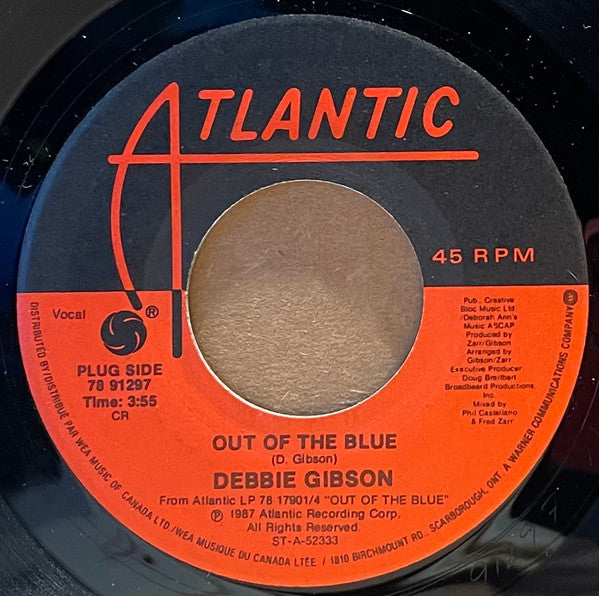 ATLANTIC
45 RPM
Vocal
®
PLUG SIDE
78 91297
Time: 3:55
CR
Pub., Creative
Bloc Music Ltd
/Deborah Ann's
Music ASCAP
Produced by
Zarr/Gibson
Arranged by
Gibson/Zarr
Executive Producer
Doug Breitbart
Broadbeard Productions
Inc.
Mixed by
Phil Castellano
& Fred Zarr
OUT OF THE BLUE
(D. Gibson)
DEBBIE GIBSON
From Atlantic LP 78 17901/4 "OUT OF THE BLUE"
℗ 1987 Atlantic Recording Corp.
All Rights Reserved.
ST-A-52333
DISTRIBUTED BY/DISTRIBUÉ PAR WEA MUSIC OF CANADA LTD./WEA MUSIQUE DU CANADA LTÉE / 1810 BIRCHMOUNT RD., SCARBOROUGH, ONT. A WARNER COMMUNICATIONS COMPANY